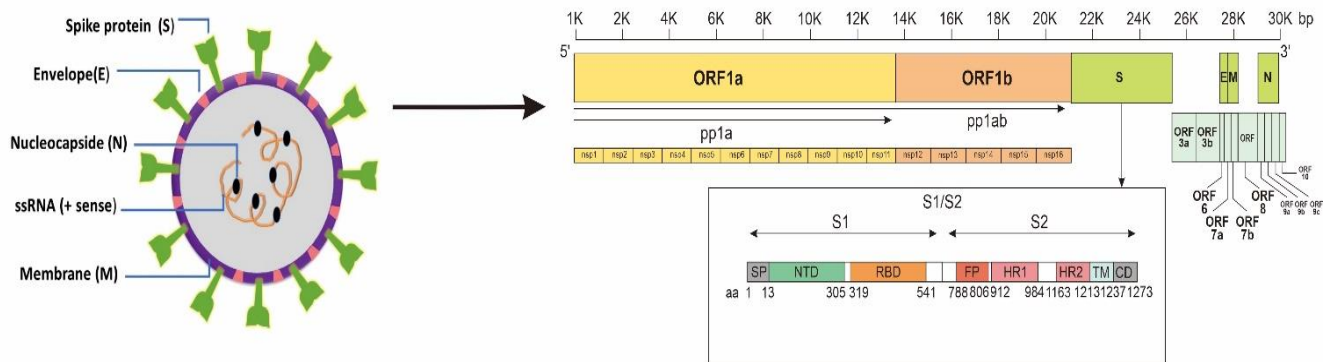 Spike protein (S)
Envelope(E)
Nucleocapside (N)
ssRNA (+ sense)
Membrane (M)
1K 2K 4K 6K 8K 10K 12K 14K 16K 18K 20K 22K 24K 26K 28K 30K bp
5' 3'
ORF1a ORF1b S E M N
pp1a pp1ab
nsp1 nsp2 nsp3 nsp4 nsp5 nsp6 nsp7 nsp8 nsp9 nsp10 nsp11 nsp12 nsp13 nsp14 nsp15 nsp16
ORF 3a ORF 3b ORF
ORF 10
ORF 6 ORF 7a ORF 7b ORF 8 ORF 9a ORF 9b ORF 9c
S1/S2
S1 S2
SP NTD RBD FP HR1 HR2 TM CD
aa 1 13 305 319 541 788 806 912 984 1163 1213 1237 1273